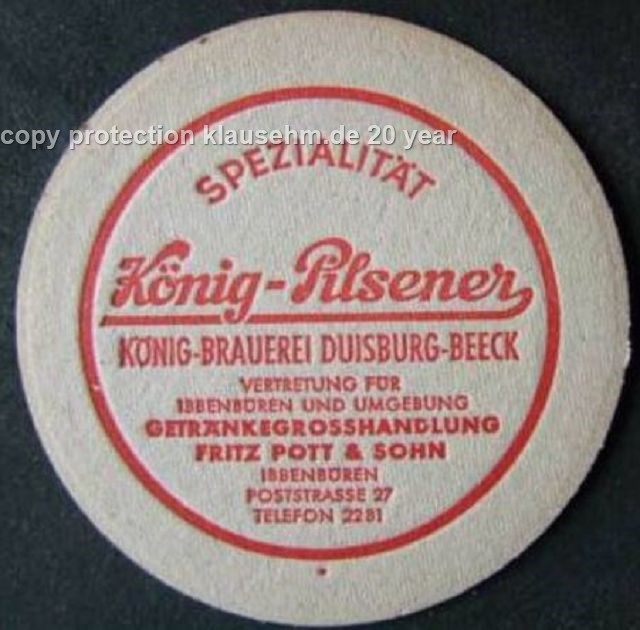 copy protection klausehm.de 20 year
SPEZIALITÄT
König-Pilsener
KÖNIG-BRAUEREI DUISBURG-BEECK
VERTRETUNG FÜR
IBBENBÜREN UND UMGEBUNG
GETRÄNKEGROSSHANDLUNG
FRITZ POTT & SOHN
IBBENBÜREN
POSTSTRASSE 27
TELEFON 2281